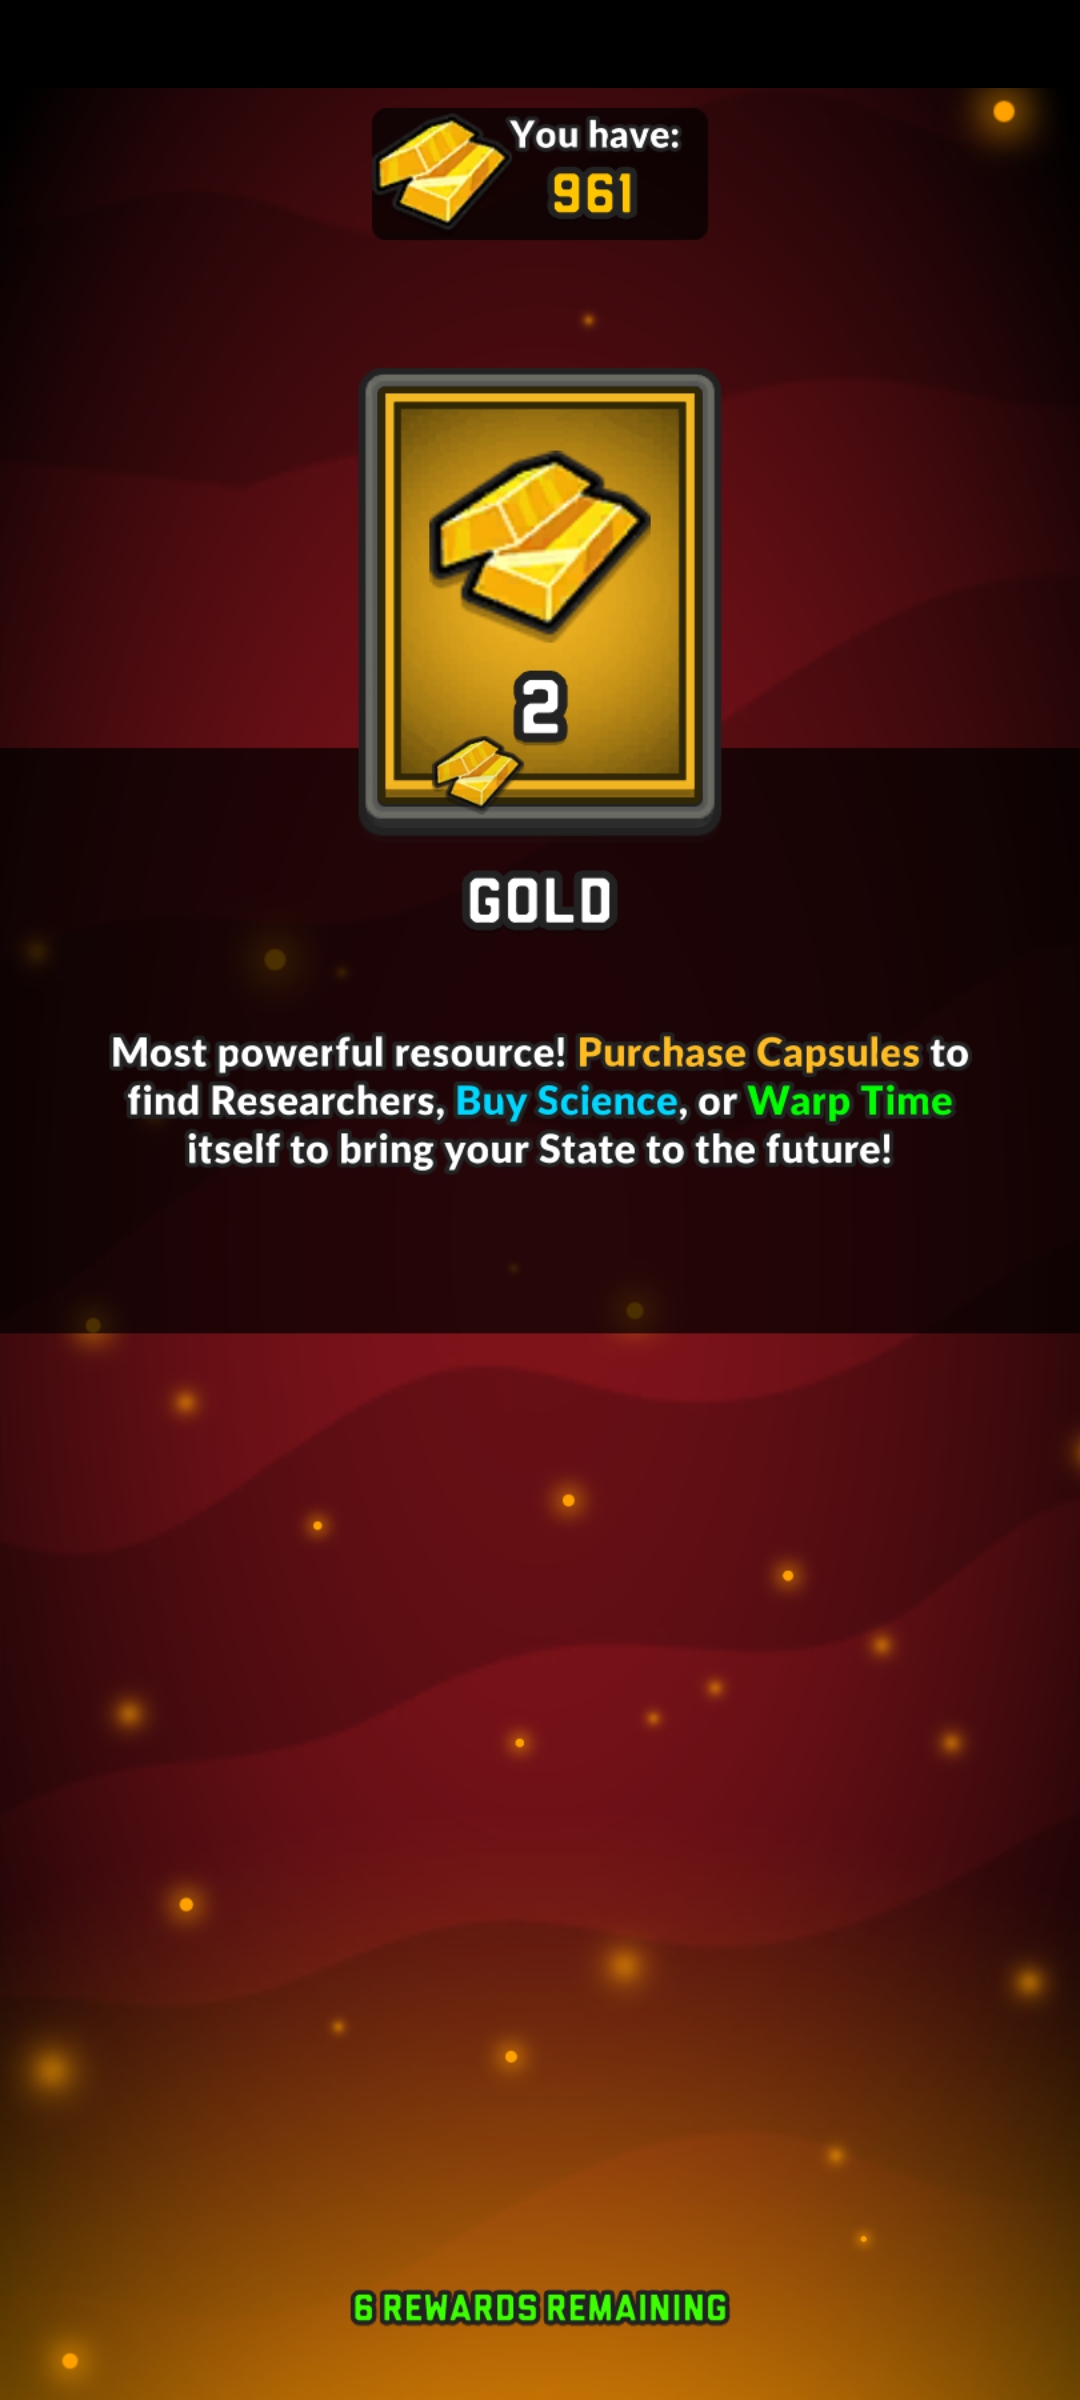 You have:
961
2
GOLD
Most powerful resource! Purchase Capsules to
find Researchers, Buy Science, or Warp Time
itself to bring your State to the future!
6 REWARDS REMAINING